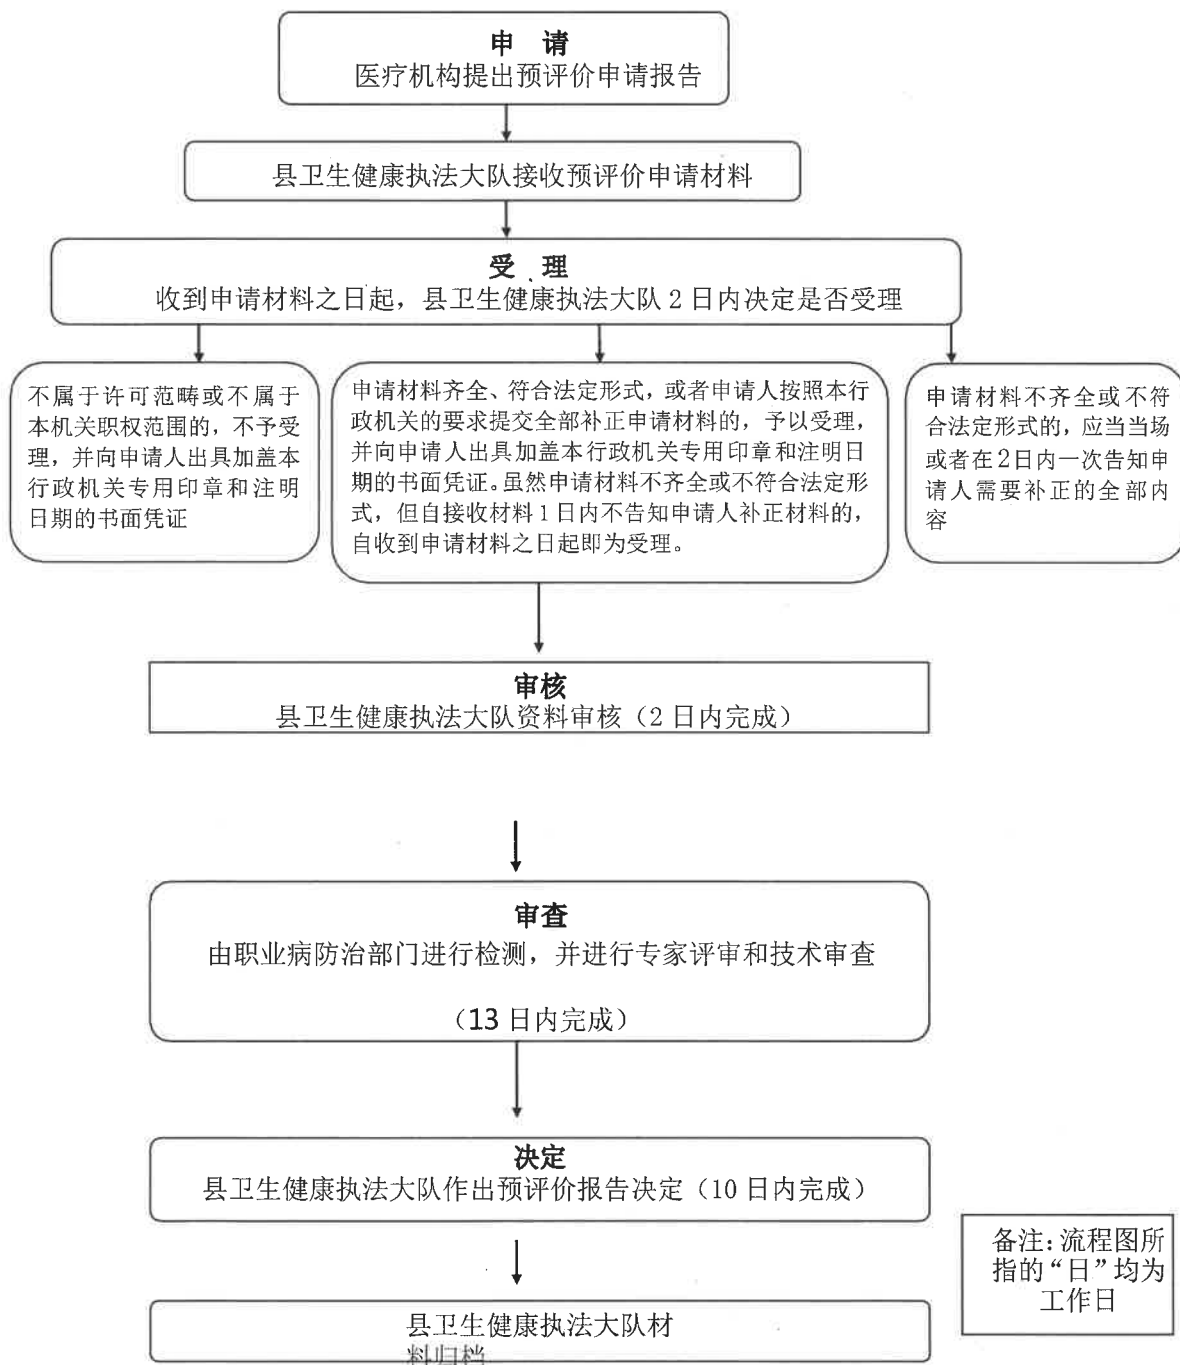 申 请
医疗机构提出预评价申请报告
县卫生健康执法大队接收预评价申请材料
受 理
收到申请材料之日起，县卫生健康执法大队 2 日内决定是否受理
不属于许可范畴或不属于
本机关职权范围的，不予受
理，并向申请人出具加盖本
行政机关专用印章和注明
日期的书面凭证
申请材料齐全、符合法定形式，或者申请人按照本行
政机关的要求提交全部补正申请材料的，予以受理，
并向申请人出具加盖本行政机关专用印章和注明日
期的书面凭证。虽然申请材料不齐全或不符合法定形
式，但自接收材料 1 日内不告知申请人补正材料的，
自收到申请材料之日起即为受理。
申请材料不齐全或不符
合法定形式的，应当当场
或者在 2 日内一次告知申
请人需要补正的全部内
容
审核
县卫生健康执法大队资料审核（2 日内完成）
审查
由职业病防治部门进行检测，并进行专家评审和技术审查
（13 日内完成）
决定
县卫生健康执法大队作出预评价报告决定（10 日内完成）
备注：流程图所
指的“日”均为
工作日
县卫生健康执法大队材
料归档